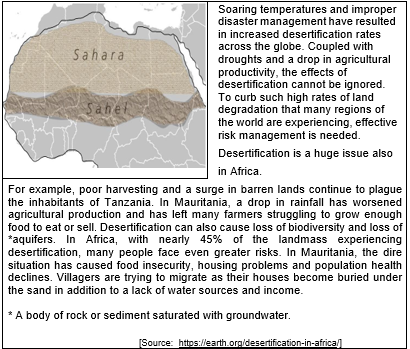 Sahara
Sahel
Soaring temperatures and improper
disaster management have resulted
in increased desertification rates
across the globe. Coupled with
droughts and a drop in agricultural
productivity, the effects of
desertification cannot be ignored.
To curb such high rates of land
degradation that many regions of
the world are experiencing, effective
risk management is needed.
Desertification is a huge issue also
in Africa.
For example, poor harvesting and a surge in barren lands continue to plague
the inhabitants of Tanzania. In Mauritania, a drop in rainfall has worsened
agricultural production and has left many farmers struggling to grow enough
food to eat or sell. Desertification can also cause loss of biodiversity and loss of
*aquifers. In Africa, with nearly 45% of the landmass experiencing
desertification, many people face even greater risks. In Mauritania, the dire
situation has caused food insecurity, housing problems and population health
declines. Villagers are trying to migrate as their houses become buried under
the sand in addition to a lack of water sources and income.
* A body of rock or sediment saturated with groundwater.
[Source: https://earth.org/desertification-in-africa/]